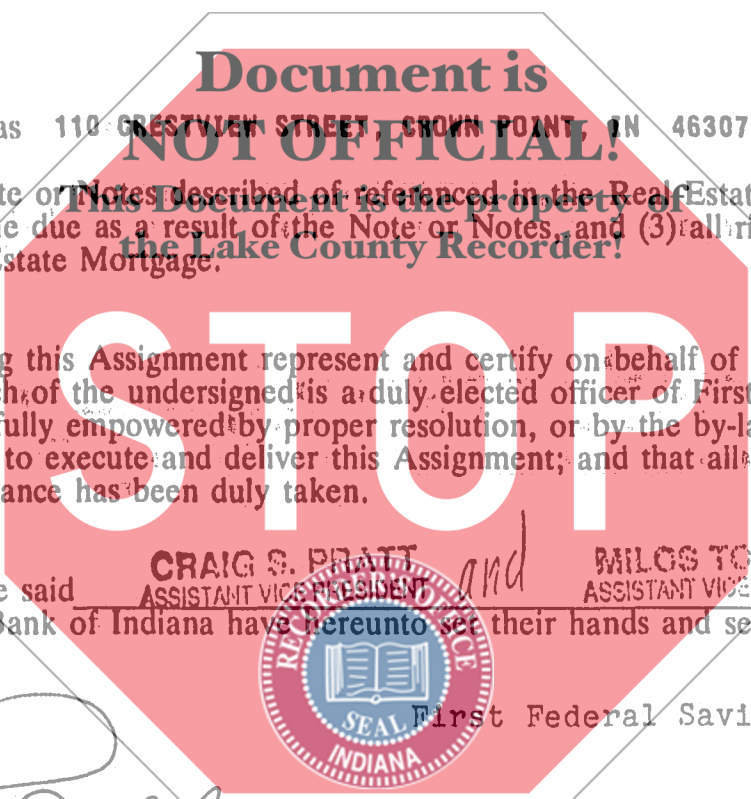 Document is
as 110 CRESTVIEW STREET, CROWN POINT, IN 46307
NOT OFFICIAL!
te or Notes described or referenced in the Real Estat
This Document is the property of
e due as a result of the Note or Notes, and (3) all ri
the Lake County Recorder!
Estate Mortgage.
STOP
g this Assignment represent and certify on behalf of
ch of the undersigned is a duly elected officer of First
fully empowered by proper resolution, or by the by-la
to execute and deliver this Assignment; and that all
ance has been duly taken.
CRAIG S. PRATT and MILOS TO
e said ASSISTANT VICE PRESIDENT ASSISTANT VICE
Bank of Indiana have hereunto set their hands and se
SEAL
INDIANA
First Federal Savi